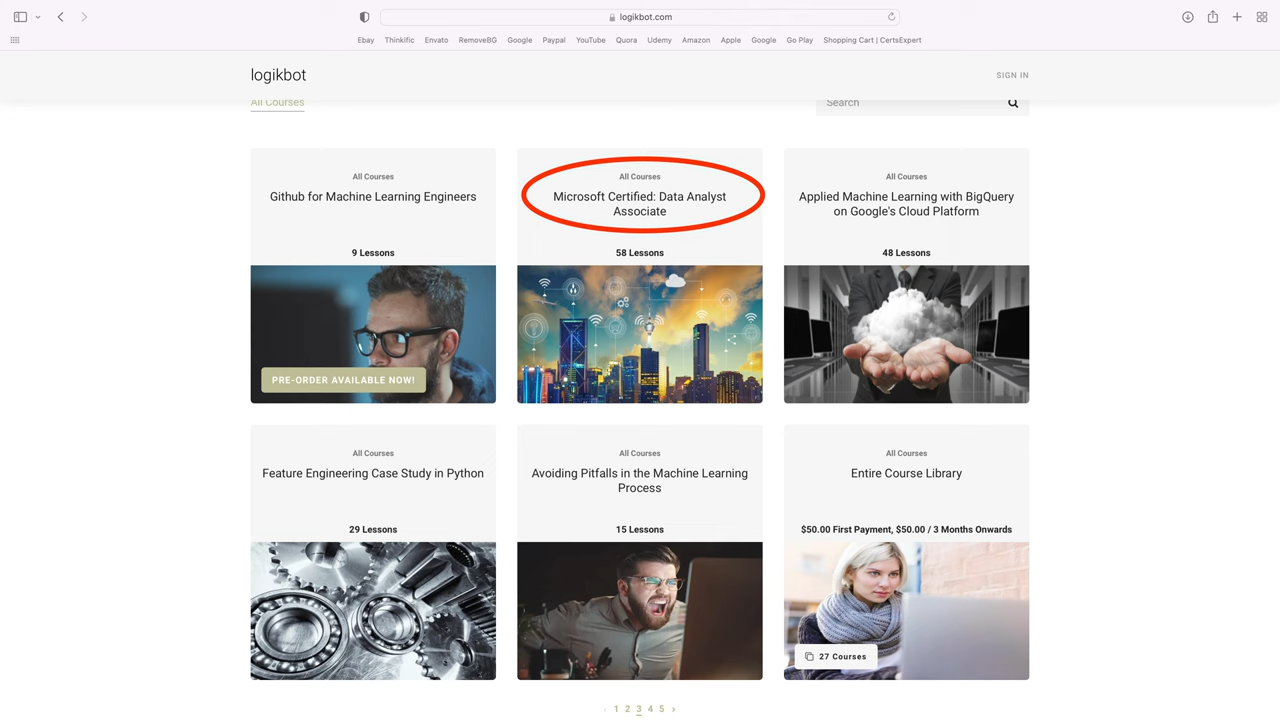 logikbot.com
Ebay Thinkific Envato RemoveBG Google Paypal YouTube Quora Udemy Amazon Apple Google Go Play Shopping Cart | CertsExpert
logikbot
SIGN IN
All Courses
Search
All Courses
Github for Machine Learning Engineers
9 Lessons
PRE-ORDER AVAILABLE NOW!
All Courses
Microsoft Certified: Data Analyst
Associate
58 Lessons
All Courses
Applied Machine Learning with BigQuery
on Google's Cloud Platform
48 Lessons
All Courses
Feature Engineering Case Study in Python
29 Lessons
All Courses
Avoiding Pitfalls in the Machine Learning
Process
15 Lessons
All Courses
Entire Course Library
$50.00 First Payment, $50.00 / 3 Months Onwards
27 Courses
1 2 3 4 5